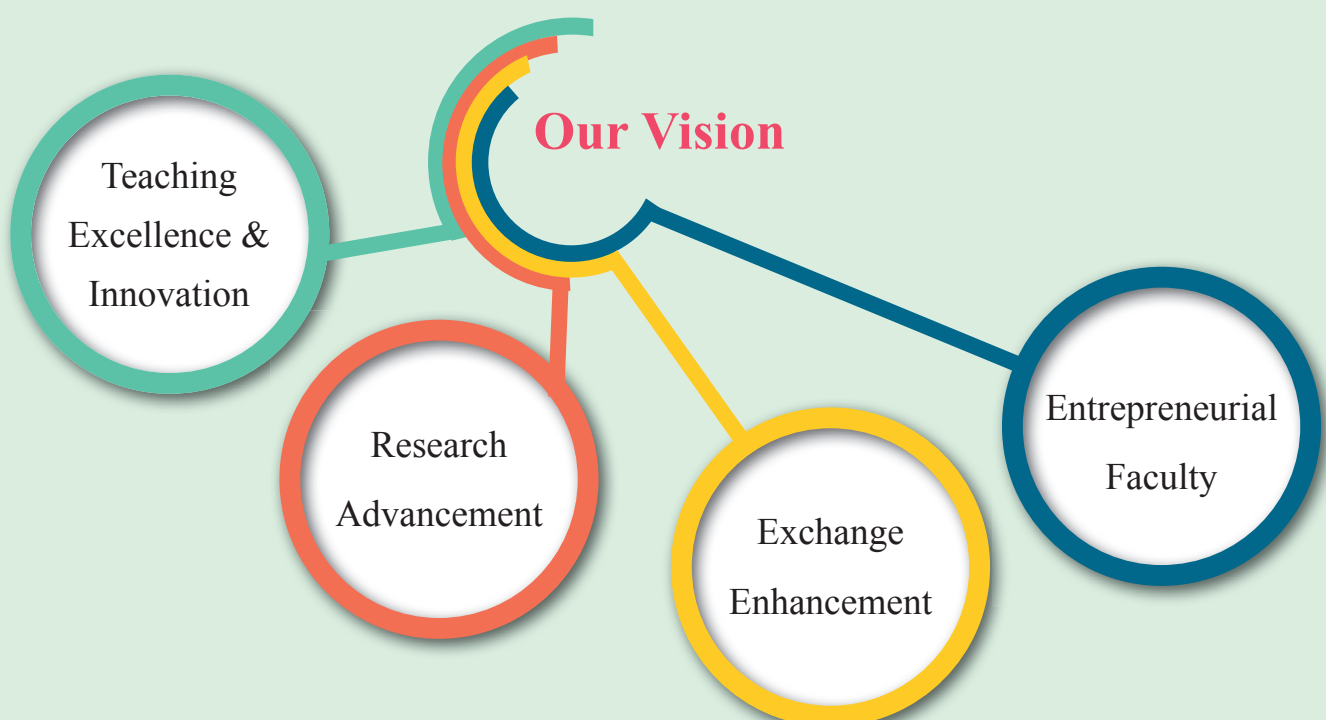 Our Vision
Teaching
Excellence &
Innovation
Research
Advancement
Exchange
Enhancement
Entrepreneurial
Faculty